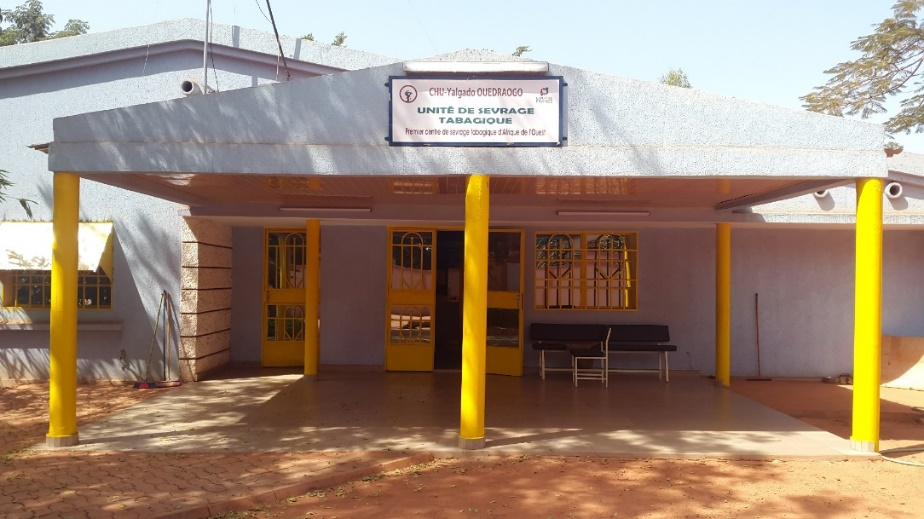 CHU-Yalgado OUEDRAOGO
UNITÉ DE SEVRAGE
TABAGIQUE
Premier centre de sevrage tabagique d'Afrique de l'Ouest